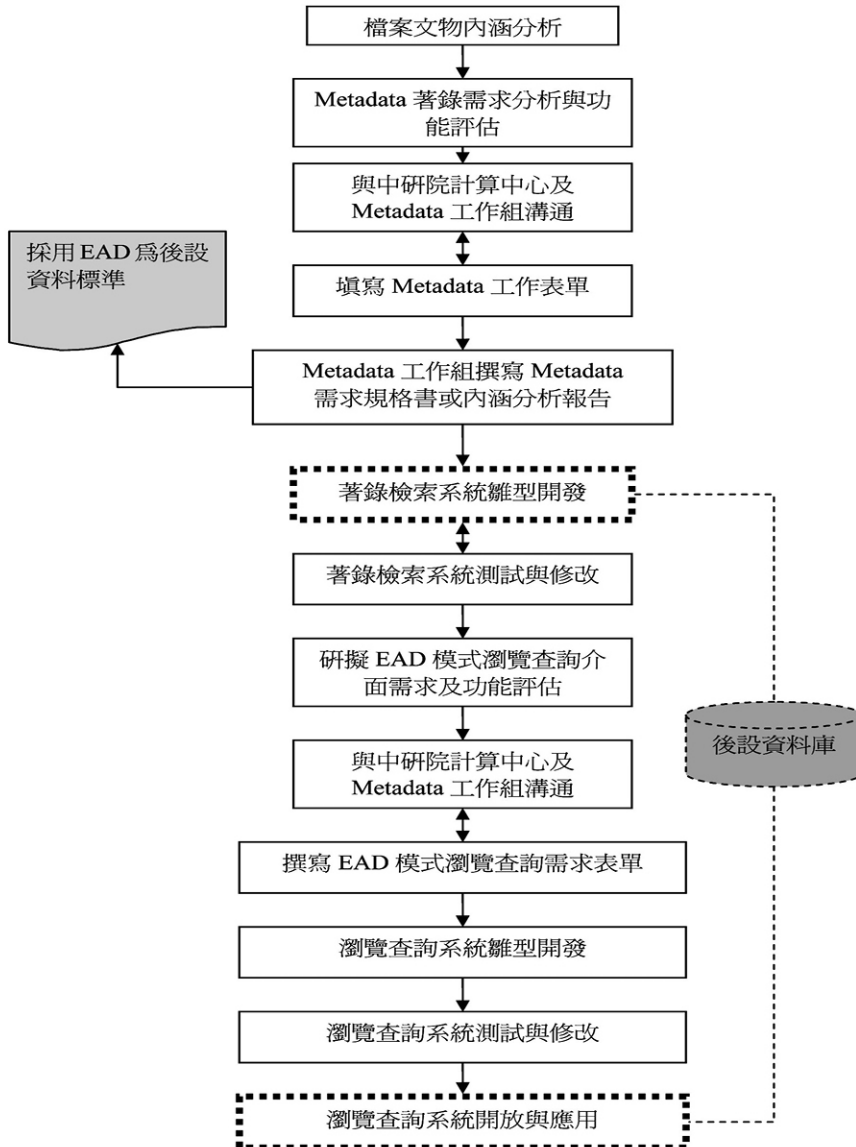 檔案文物內涵分析
Metadata 著錄需求分析與功
能評估
與中研院計算中心及
Metadata 工作組溝通
採用 EAD 為後設
資料標準
填寫 Metadata 工作表單
Metadata 工作組撰寫 Metadata
需求規格書或內涵分析報告
著錄檢索系統雛型開發
著錄檢索系統測試與修改
研擬 EAD 模式瀏覽查詢介
面需求及功能評估
後設資料庫
與中研院計算中心及
Metadata 工作組溝通
撰寫 EAD 模式瀏覽查詢需求表單
瀏覽查詢系統雛型開發
瀏覽查詢系統測試與修改
瀏覽查詢系統開放與應用